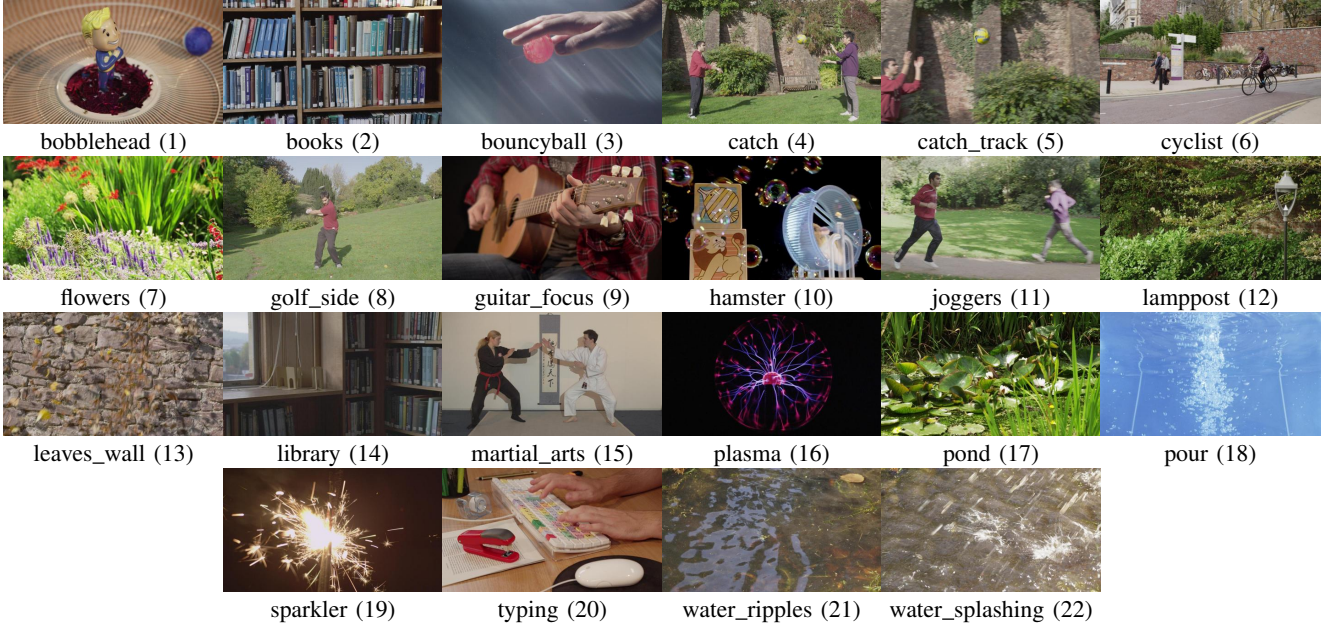 bobblehead (1)
books (2)
bouncyball (3)
catch (4)
catch_track (5)
cyclist (6)
flowers (7)
golf_side (8)
guitar_focus (9)
hamster (10)
joggers (11)
lamppost (12)
leaves_wall (13)
library (14)
martial_arts (15)
plasma (16)
pond (17)
pour (18)
sparkler (19)
typing (20)
water_ripples (21)
water_splashing (22)